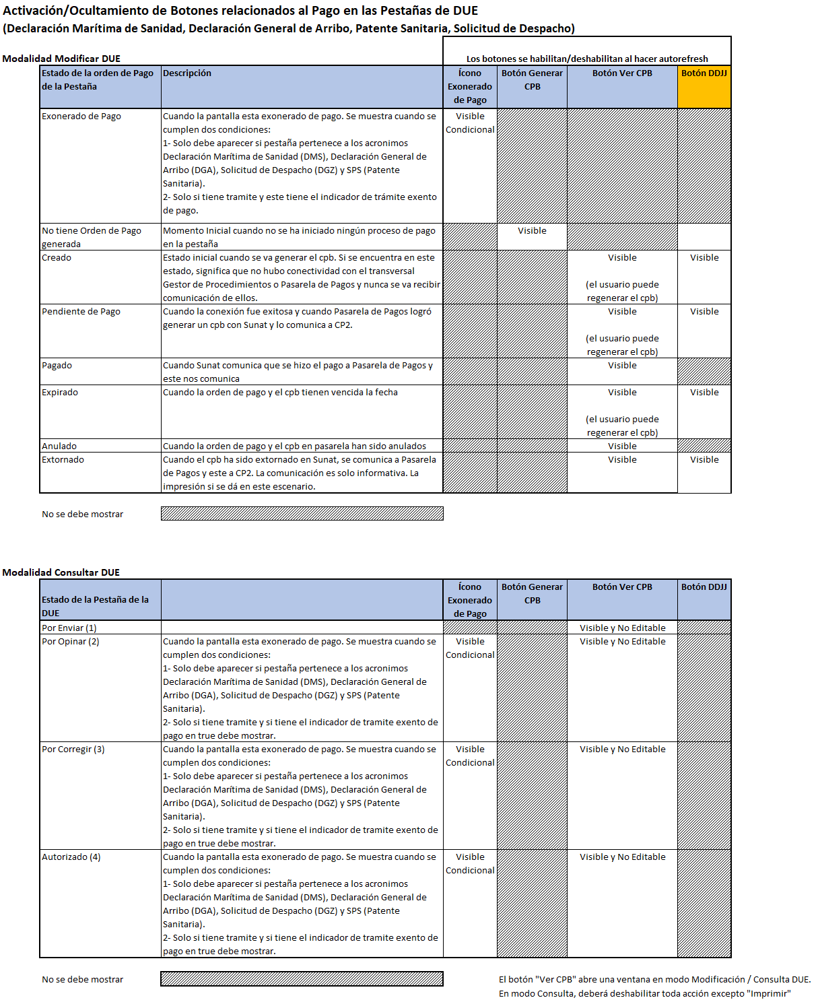 Activación/Ocultamiento de Botones relacionados al Pago en las Pestañas de DUE
(Declaración Marítima de Sanidad, Declaración General de Arribo, Patente Sanitaria, Solicitud de Despacho)
Modalidad Modificar DUE
Los botones se habilitan/deshabilitan al hacer autorefresh
Estado de la orden de Pago
de la Pestaña
Descripción
Ícono
Exonerado
de Pago
Botón Generar
CPB
Botón Ver CPB
Botón DDJJ
Exonerado de Pago
Cuando la pantalla esta exonerado de pago. Se muestra cuando se
cumplen dos condiciones:
1- Solo debe aparecer si pestaña pertenece a los acronimos
Declaración Marítima de Sanidad (DMS), Declaración General de
Arribo (DGA), Solicitud de Despacho (DGZ) y SPS (Patente
Sanitaria).
2- Solo si tiene tramite y este tiene el indicador de trámite exento
de pago.
Visible
Condicional
No tiene Orden de Pago
generada
Momento Inicial cuando no se ha iniciado ningún proceso de pago
en la pestaña
Visible
Creado
Estado inicial cuando se va generar el cpb. Si se encuentra en este
estado, significa que no hubo conectividad con el transversal
Gestor de Procedimientos o Pasarela de Pagos y nunca se va recibir
comunicación de ellos.
Visible
(el usuario puede
regenerar el cpb)
Visible
Pendiente de Pago
Cuando la conexión fue exitosa y cuando Pasarela de Pagos logró
generar un cpb con Sunat y lo comunica a CP2.
Visible
(el usuario puede
regenerar el cpb)
Visible
Pagado
Cuando Sunat comunica que se hizo el pago a Pasarela de Pagos y
este nos comunica
Visible
Expirado
Cuando la orden de pago y el cpb tienen vencida la fecha
Visible
(el usuario puede
regenerar el cpb)
Visible
Anulado
Cuando la orden de pago y el cpb en pasarela han sido anulados
Visible
Extornado
Cuando el cpb ha sido extornado en Sunat, se comunica a Pasarela
de Pagos y este a CP2. La comunicación es solo informativa. La
impresión si se dá en este escenario.
Visible
Visible
No se debe mostrar
Modalidad Consultar DUE
Estado de la Pestaña de la
DUE
Ícono
Exonerado
de Pago
Botón Generar
CPB
Botón Ver CPB
Botón DDJJ
Por Enviar (1)
Visible y No Editable
Por Opinar (2)
Cuando la pantalla esta exonerado de pago. Se muestra cuando se
cumplen dos condiciones:
1- Solo debe aparecer si pestaña pertenece a los acronimos
Declaración Marítima de Sanidad (DMS), Declaración General de
Arribo (DGA), Solicitud de Despacho (DGZ) y SPS (Patente
Sanitaria).
2- Solo si tiene tramite y si tiene el indicador de tramite exento de
pago en true debe mostrar.
Visible
Condicional
Visible y No Editable
Por Corregir (3)
Cuando la pantalla esta exonerado de pago. Se muestra cuando se
cumplen dos condiciones:
1- Solo debe aparecer si pestaña pertenece a los acronimos
Declaración Marítima de Sanidad (DMS), Declaración General de
Arribo (DGA), Solicitud de Despacho (DGZ) y SPS (Patente
Sanitaria).
2- Solo si tiene tramite y si tiene el indicador de tramite exento de
pago en true debe mostrar.
Visible
Condicional
Visible y No Editable
Autorizado (4)
Cuando la pantalla esta exonerado de pago. Se muestra cuando se
cumplen dos condiciones:
1- Solo debe aparecer si pestaña pertenece a los acronimos
Declaración Marítima de Sanidad (DMS), Declaración General de
Arribo (DGA), Solicitud de Despacho (DGZ) y SPS (Patente
Sanitaria).
2- Solo si tiene tramite y si tiene el indicador de tramite exento de
pago en true debe mostrar.
Visible
Condicional
Visible y No Editable
No se debe mostrar
El botón "Ver CPB" abre una ventana en modo Modificación / Consulta DUE.
En modo Consulta, deberá deshabilitar toda acción excepto "Imprimir"